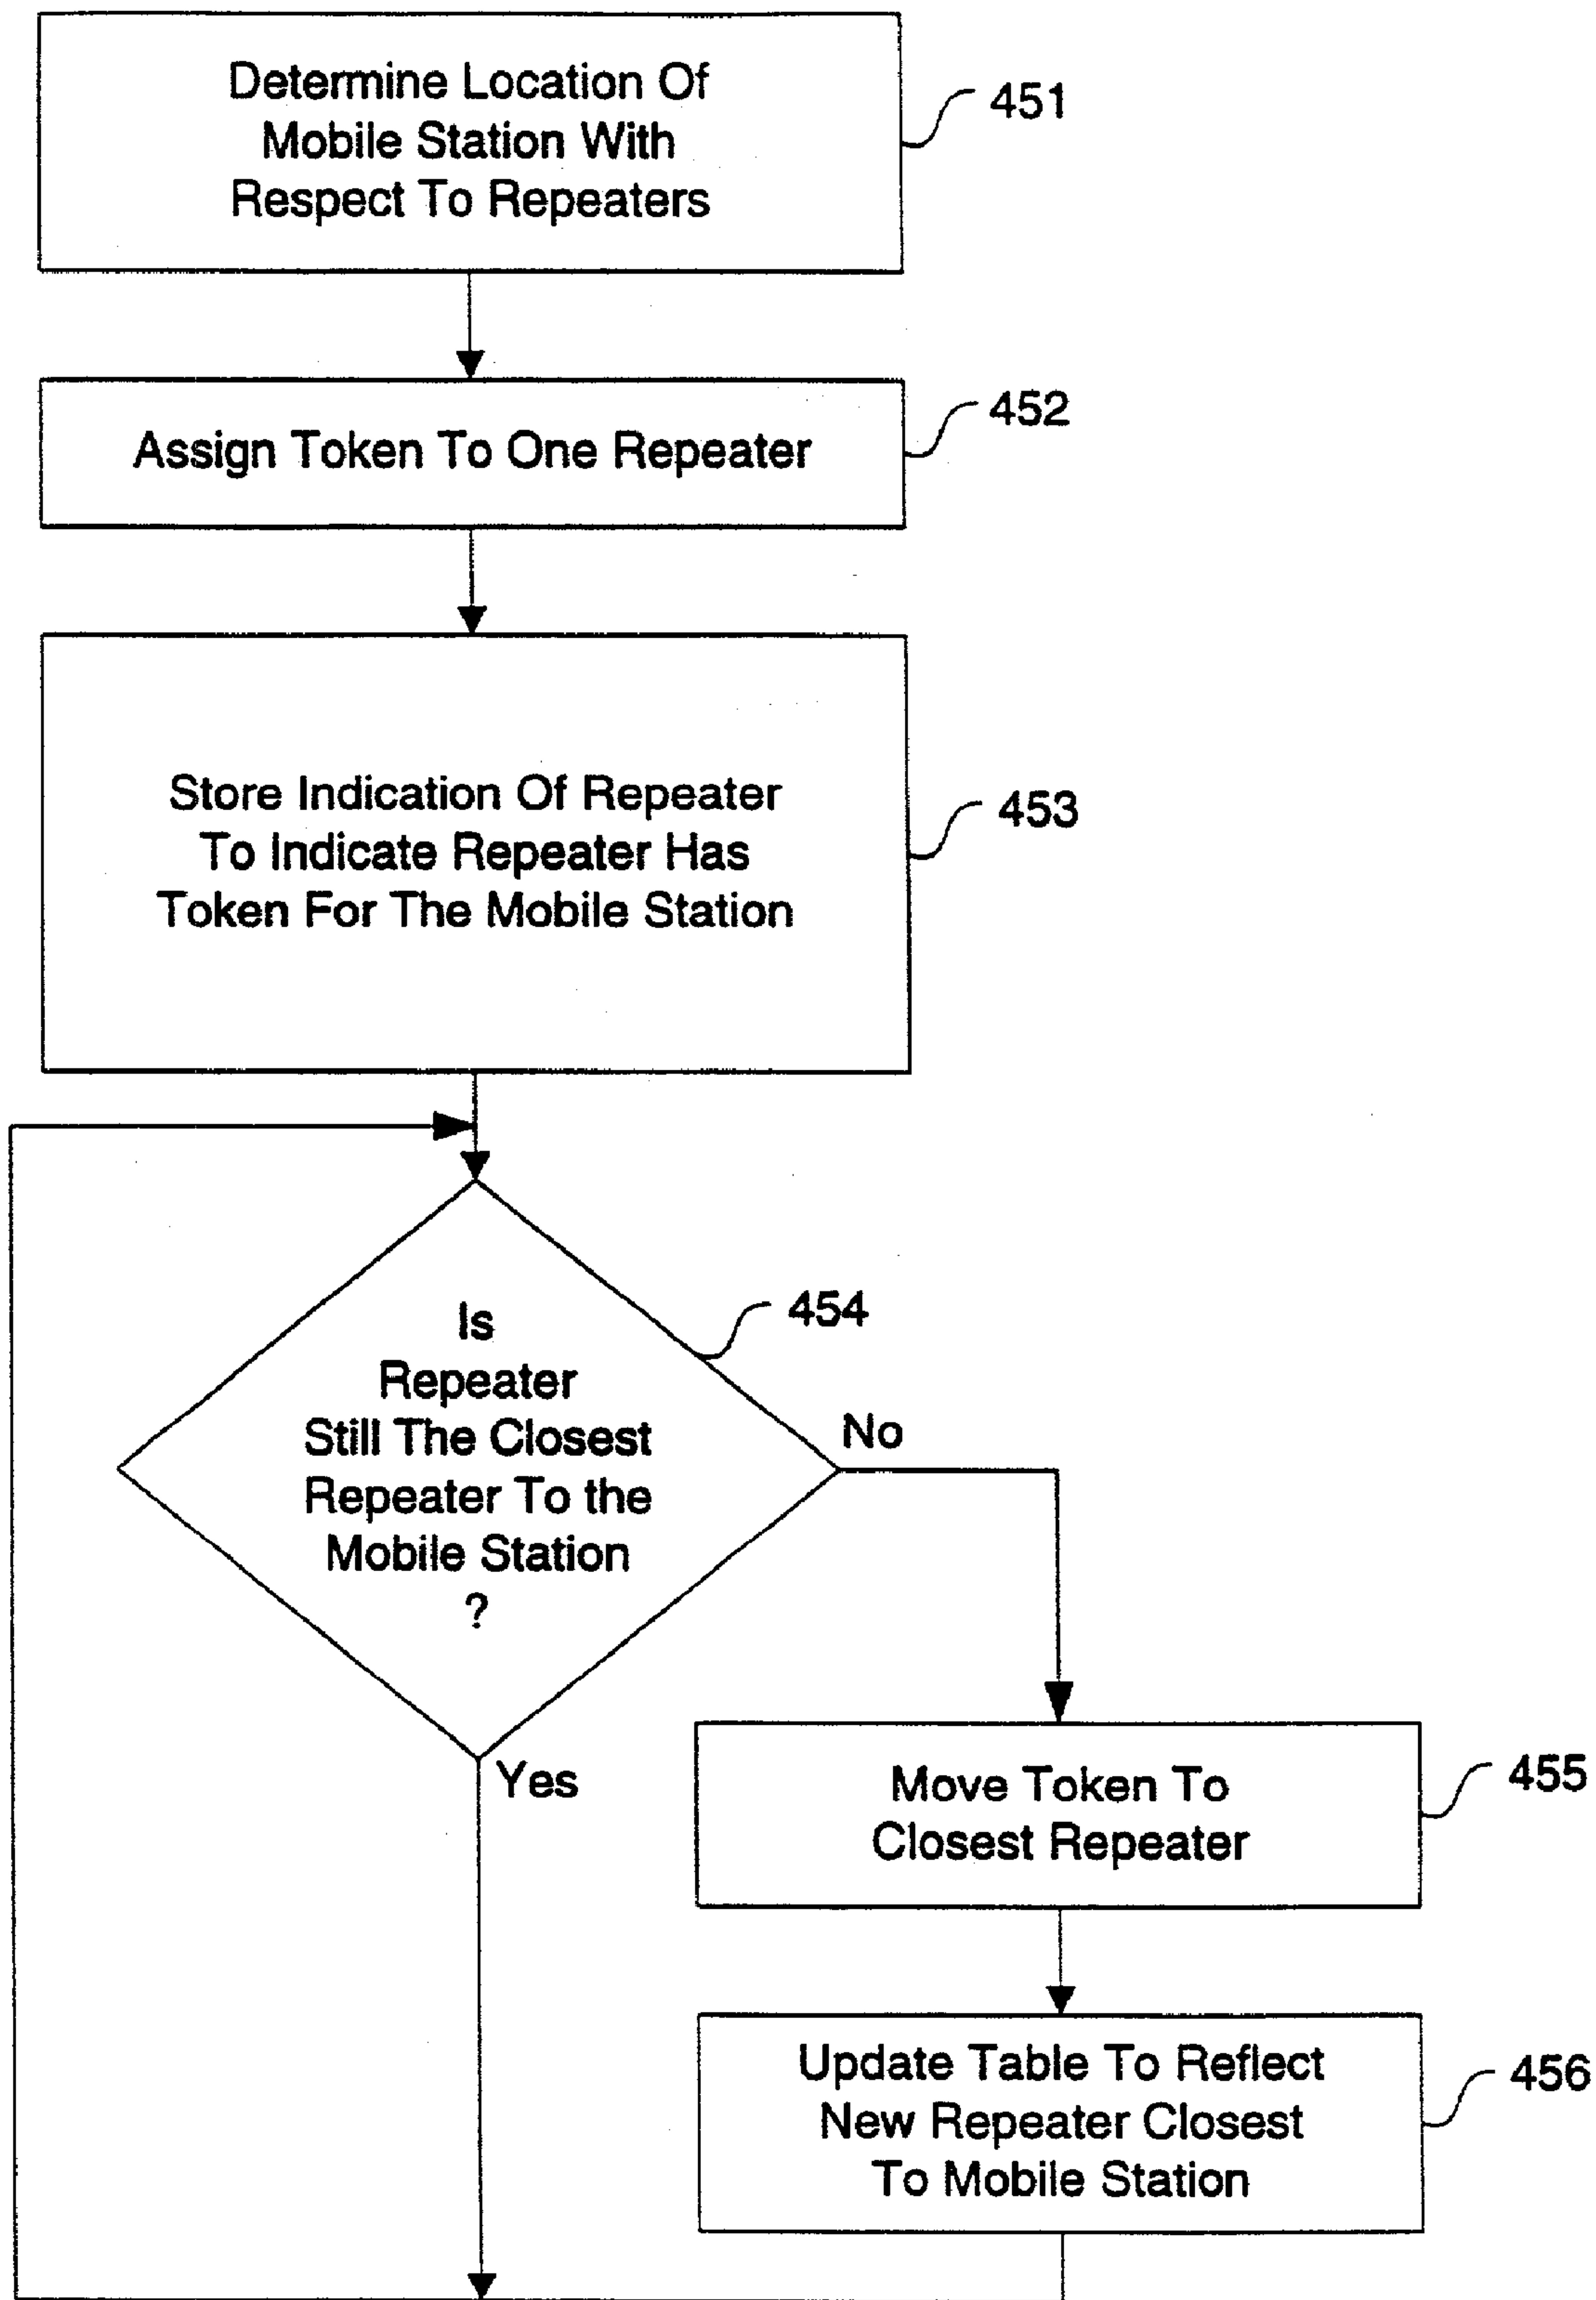 Determine Location Of
Mobile Station With
Respect To Repeaters
451
Assign Token To One Repeater
452
Store Indication Of Repeater
To Indicate Repeater Has
Token For The Mobile Station
453
Is
Repeater
Still The Closest
Repeater To the
Mobile Station
?
454
No
Yes
Move Token To
Closest Repeater
455
Update Table To Reflect
New Repeater Closest
To Mobile Station
456